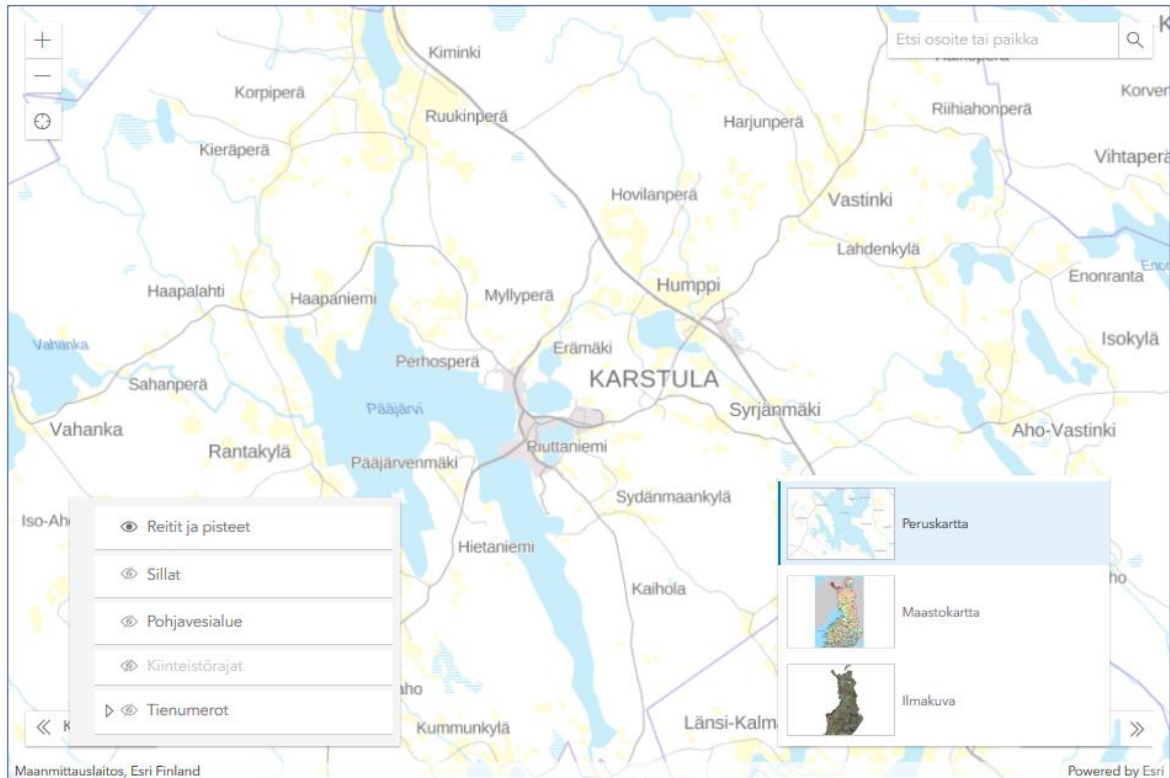 K
Kiminki
Etsi osoite tai paikka
Korpiperä
Ruukinperä
Harjunperä
Riihiahonperä
Korven
Kieräperä
Vihtaperä
Hovilanperä
Vastinki
Lahdenkylä
Enonranta
Haapalahti
Haapaniemi
Myllyperä
Humppi
Vahanka
Perhosperä
Erämäki
Isokylä
Sahanperä
KARSTULA
Pääjärvi
Syrjänmäki
Vahanka
Aho-Vastinki
Rantakylä
Riuttaniemi
Pääjärvenmäki
Sydänmaankylä
Iso-Aho
Reitit ja pisteet
Peruskartta
Hietaniemi
Sillat
Kaihola
ho
Pohjavesialue
Maastokartta
Kiinteistörajat
aho
Tienumerot
Ilmakuva
K
Kummunkylä
Länsi-Kalm
Maanmittauslaitos, Esri Finland
Powered by Esri